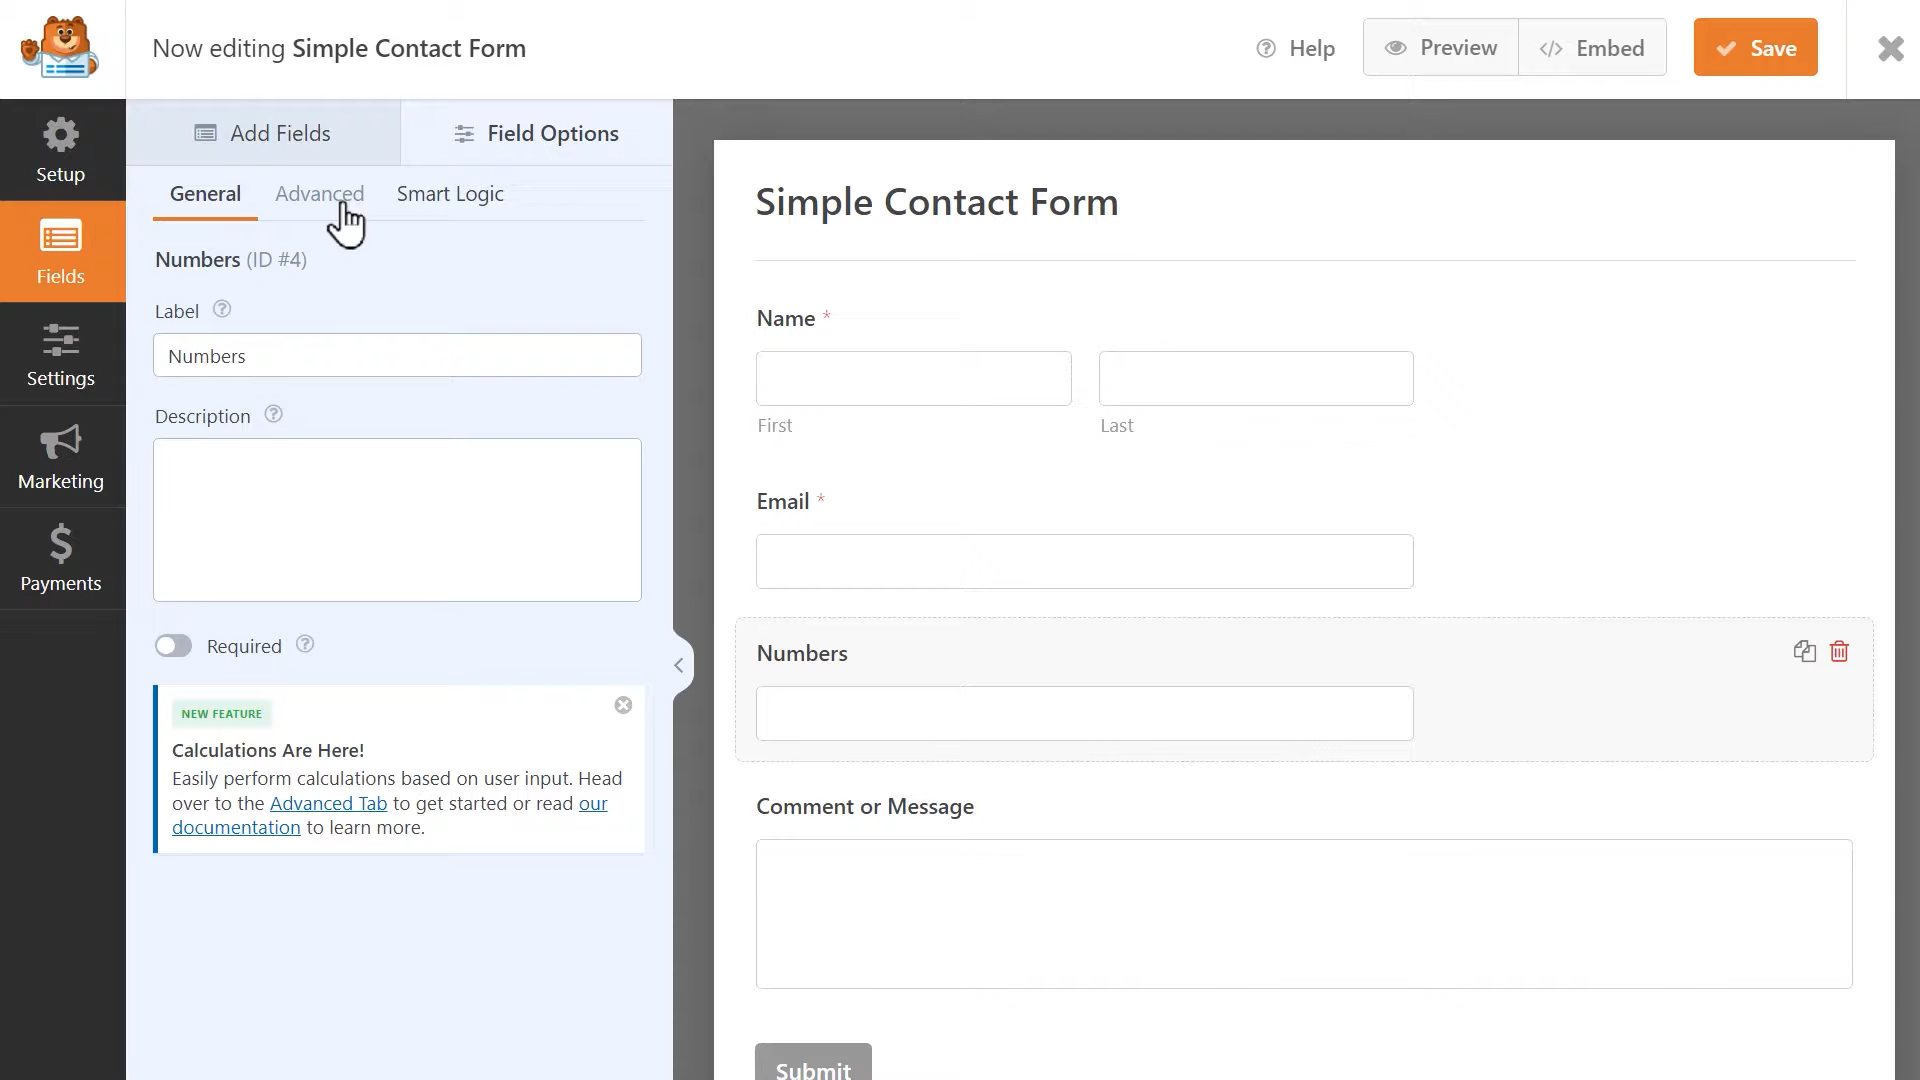 Now editing Simple Contact Form
Help
Preview
Embed
Save
Setup
Fields
Settings
Marketing
Payments
Add Fields
Field Options
General
Advanced
Smart Logic
Numbers (ID #4)
Label
Numbers
Description
Required
NEW FEATURE
Calculations Are Here!
Easily perform calculations based on user input. Head
over to the Advanced Tab to get started or read our
documentation to learn more.
Simple Contact Form
Name *
First
Last
Email *
Numbers
Comment or Message
Submit